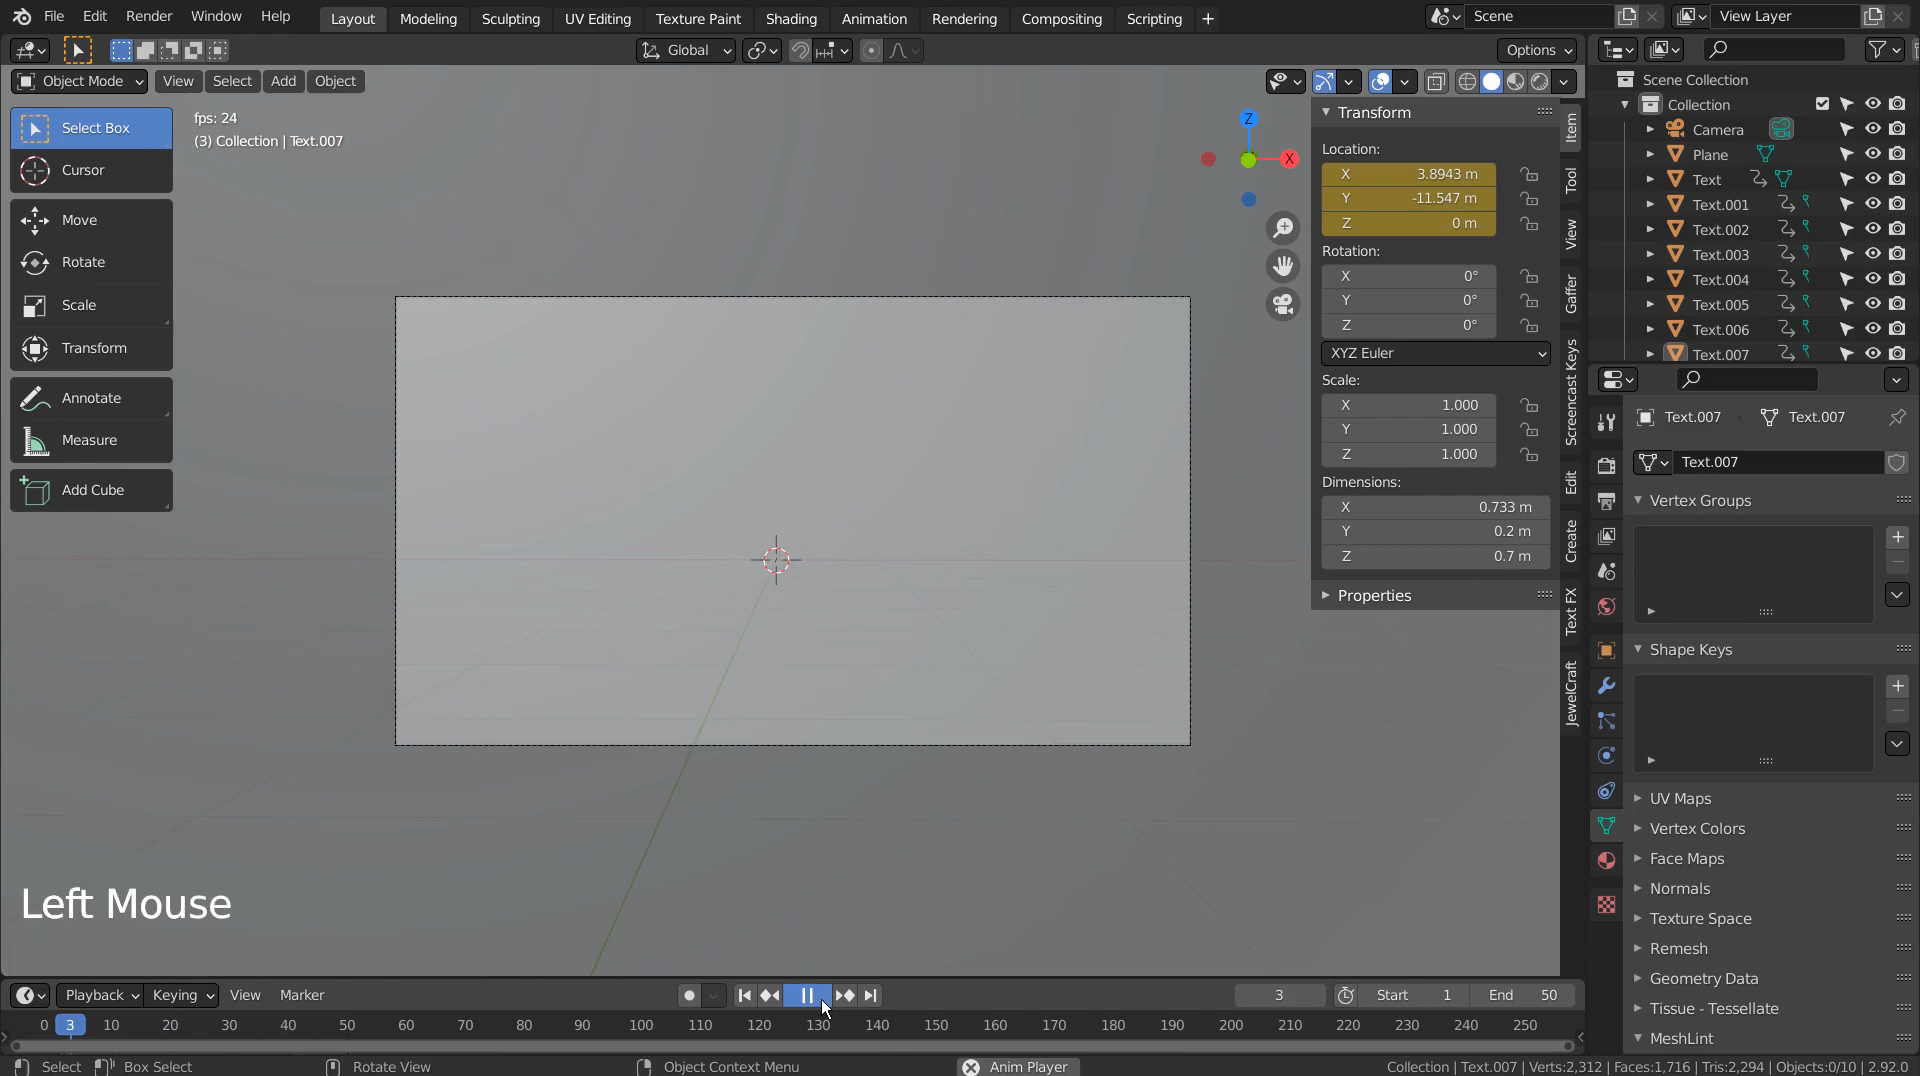 File Edit Render Window Help Layout Modeling Sculpting UV Editing Texture Paint Shading Animation Rendering Compositing Scripting + Scene View Layer
Global Options
Object Mode View Select Add Object
Select Box
Cursor
Move
Rotate
Scale
Transform
Annotate
Measure
Add Cube
fps: 24
(3) Collection | Text.007
Z
X
Transform
Location:
X 3.8943 m
Y -11.547 m
Z 0 m
Rotation:
X 0°
Y 0°
Z 0°
XYZ Euler
Scale:
X 1.000
Y 1.000
Z 1.000
Dimensions:
X 0.733 m
Y 0.2 m
Z 0.7 m
Properties
Item
Tool
View
Gaffer
Screencast Keys
Edit
Create
Text FX
JewelCraft
Scene Collection
Collection
Camera
Plane
Text
Text.001
Text.002
Text.003
Text.004
Text.005
Text.006
Text.007
Text.007 Text.007
Text.007
Vertex Groups
Shape Keys
UV Maps
Vertex Colors
Face Maps
Normals
Texture Space
Remesh
Geometry Data
Tissue - Tessellate
MeshLint
Left Mouse
Playback Keying View Marker 3 Start 1 End 50
0 3 10 20 30 40 50 60 70 80 90 100 110 120 130 140 150 160 170 180 190 200 210 220 230 240 250
Select Box Select Rotate View Object Context Menu Anim Player Collection | Text.007 | Verts:2,312 | Faces:1,716 | Tris:2,294 | Objects:0/10 | 2.92.0